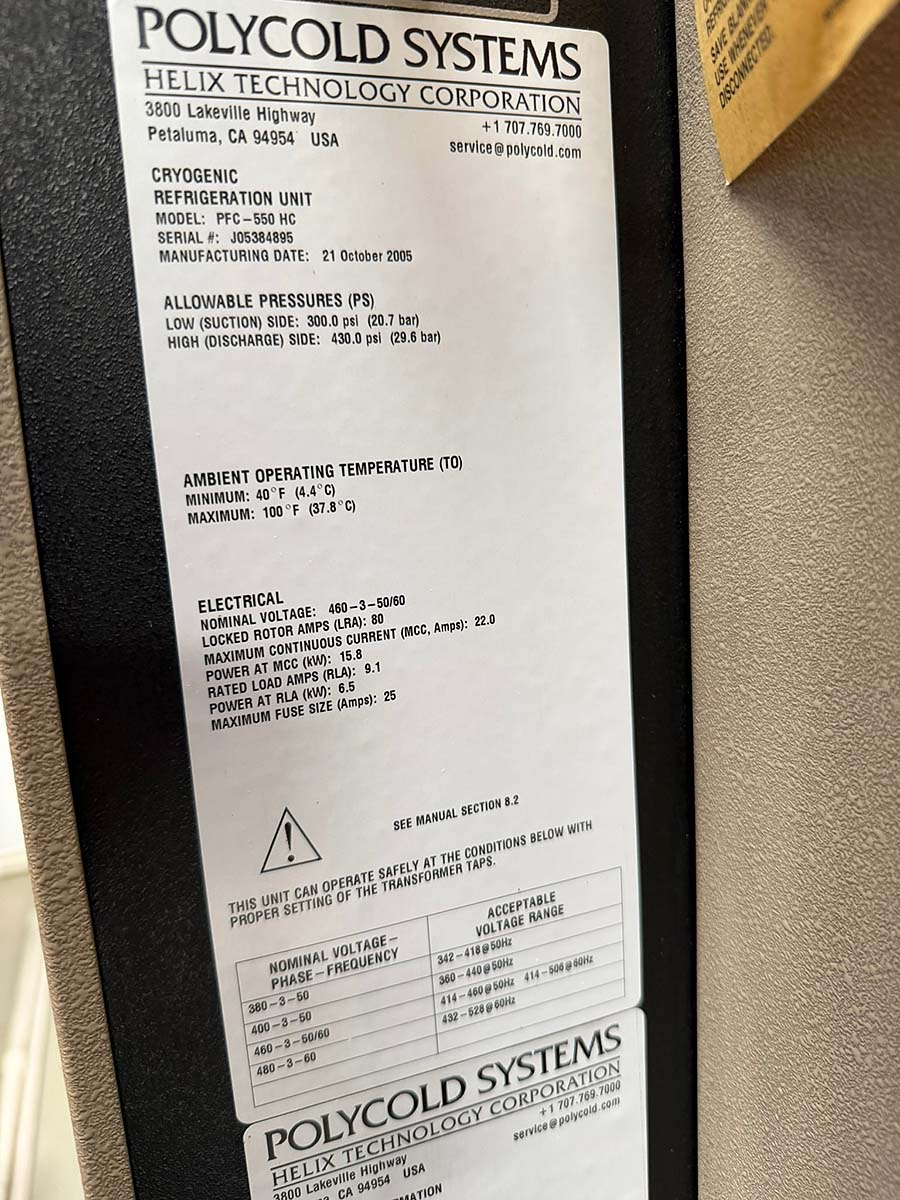 POLYCOLD SYSTEMS
HELIX TECHNOLOGY CORPORATION
3800 Lakeville Highway
Petaluma, CA 94954 USA
+1 707.769.7000
service@polycold.com
CRYOGENIC
REFRIGERATION UNIT
MODEL: PFC-550 HC
SERIAL #: J05384895
MANUFACTURING DATE: 21 October 2005
ALLOWABLE PRESSURES (PS)
LOW (SUCTION) SIDE: 300.0 psi (20.7 bar)
HIGH (DISCHARGE) SIDE: 430.0 psi (29.6 bar)
AMBIENT OPERATING TEMPERATURE (TO)
MINIMUM: 40°F (4.4°C)
MAXIMUM: 100°F (37.8°C)
ELECTRICAL
NOMINAL VOLTAGE: 460-3-50/60
LOCKED ROTOR AMPS (LRA): 80
MAXIMUM CONTINUOUS CURRENT (MCC, Amps): 22.0
POWER AT MCC (kW): 15.8
RATED LOAD AMPS (RLA): 9.1
POWER AT RLA (kW): 6.5
MAXIMUM FUSE SIZE (Amps): 25
SEE MANUAL SECTION 8.2
THIS UNIT CAN OPERATE SAFELY AT THE CONDITIONS BELOW WITH
PROPER SETTING OF THE TRANSFORMER TAPS.
NOMINAL VOLTAGE-
PHASE-FREQUENCY
ACCEPTABLE
VOLTAGE RANGE
380-3-50 342-418@50Hz
400-3-50 360-440@50Hz
460-3-50/60 414-460@50Hz 414-506@60Hz
480-3-60 432-528@60Hz
POLYCOLD SYSTEMS
HELIX TECHNOLOGY CORPORATION
3800 Lakeville Highway
CA 94954 USA
+1 707.769.7000
service@polycold.com
SAVE
USE WHENEVER
DISCONNECTED.